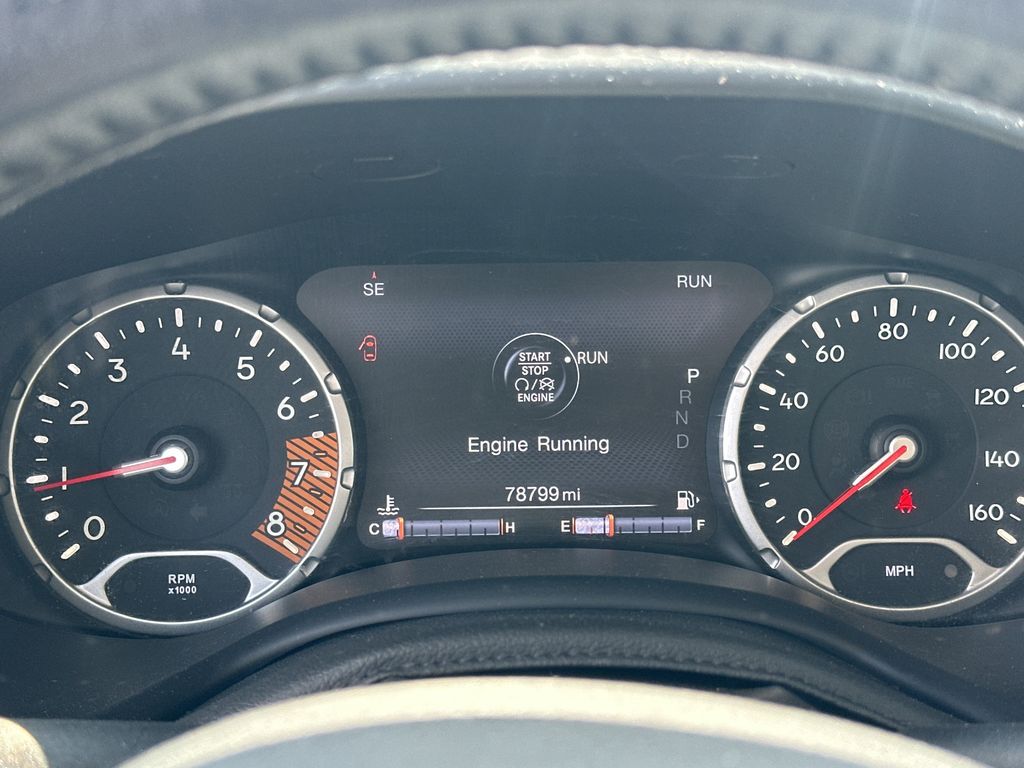 SE
RUN
START
STOP
ENGINE
RUN
P
R
N
D
Engine Running
78799 mi
C H
E F
0
1
2
3
4
5
6
7
8
RPM
x1000
0
20
40
60
80
100
120
140
160
MPH